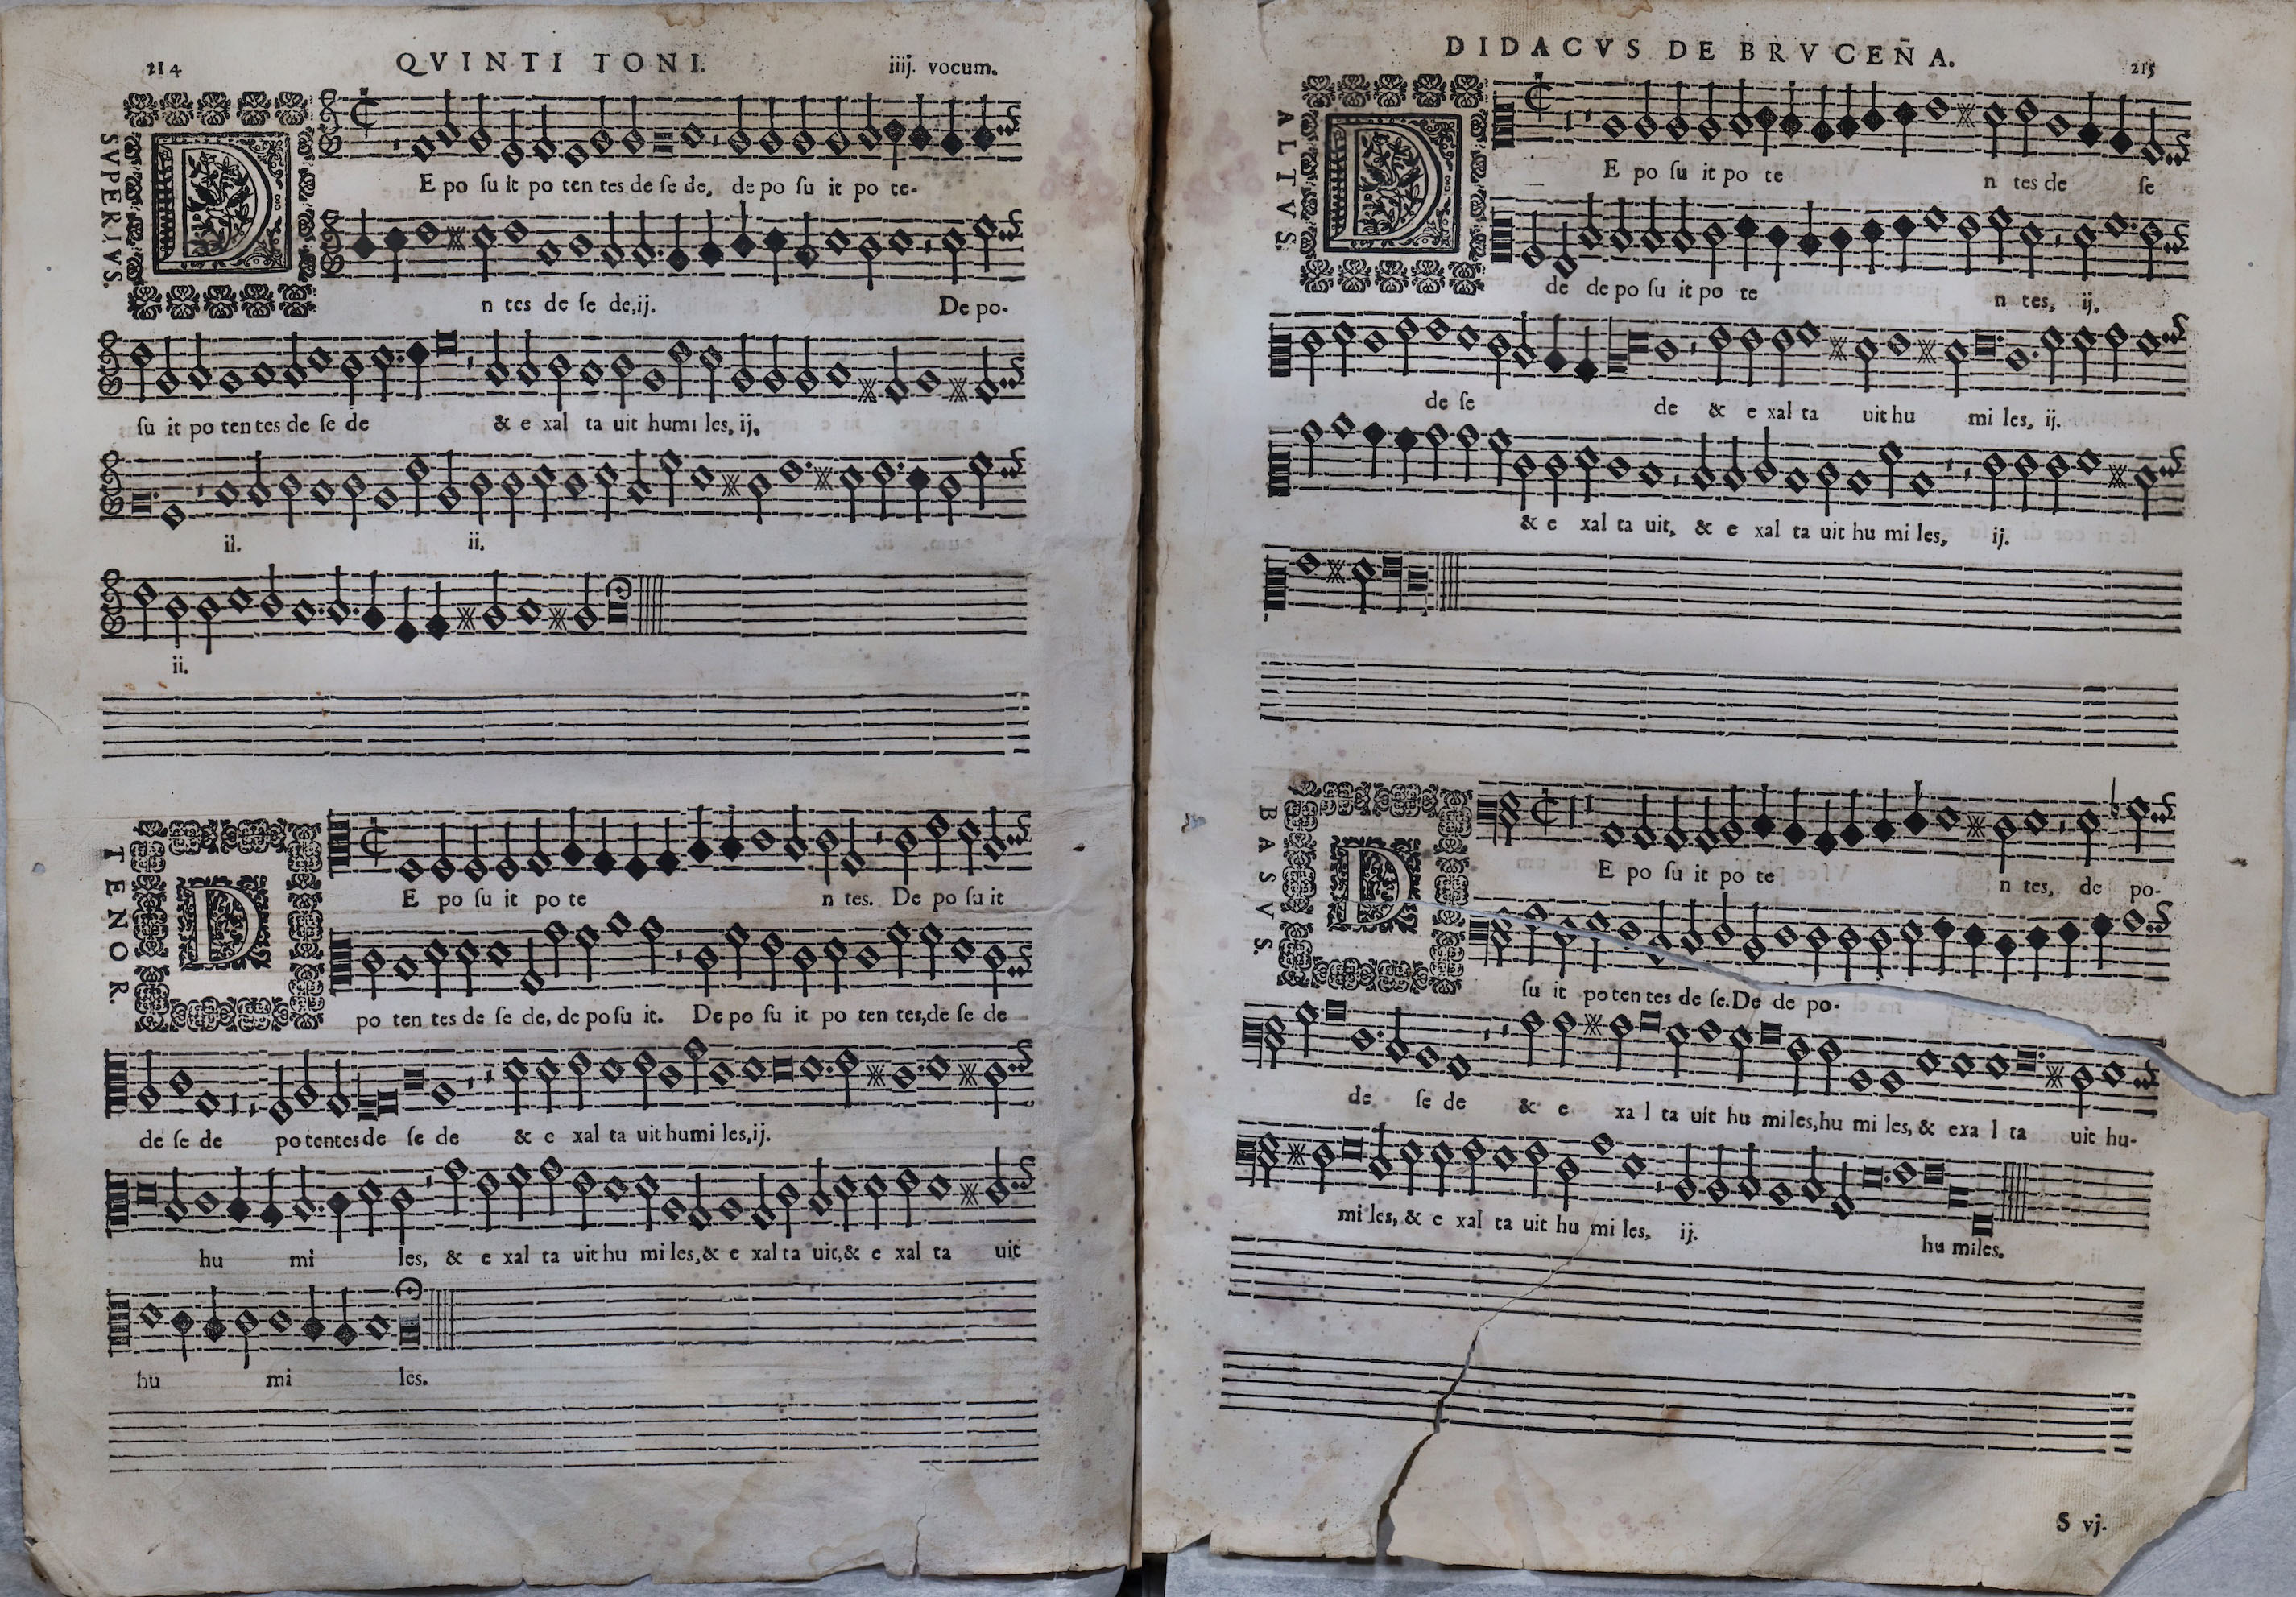 214 QVINTI TONI. iiij. vocum.
SVPERIVS.
D
E po ſu it po ten tes de ſe de, de po ſu it po te-
n tes de ſe de, ij. De po-
ſu it po ten tes de ſe de & e xal ta uit humi les, ij.
ii. ii.
ii.
TENOR.
D
E po ſu it po te n tes. De po ſu it
po ten tes de ſe de, de po ſu it. De po ſu it po ten tes, de ſe de
de ſe de potentes de ſe de & e xal ta uit humi les, ij.
hu mi les, & e xal ta uit hu mi les, & e xal ta uit, & e xal ta uit
hu mi les.
DIDACVS DE BRVCEÑA. 215
ALTVS.
D
E po ſu it po te n tes de ſe
de de po ſu it po te n tes, ij.
de ſe de & e xal ta uit hu mi les, ij.
& e xal ta uit, & e xal ta uit hu mi les, ij.
BASVS.
D
E po ſu it po te n tes, de po-
ſu it po ten tes de ſe. De de po-
de ſe de & e xa l ta uit hu mi les, hu mi les, & exa l ta uit hu-
mi les, & e xal ta uit hu mi les, ij. hu miles.
S vj.